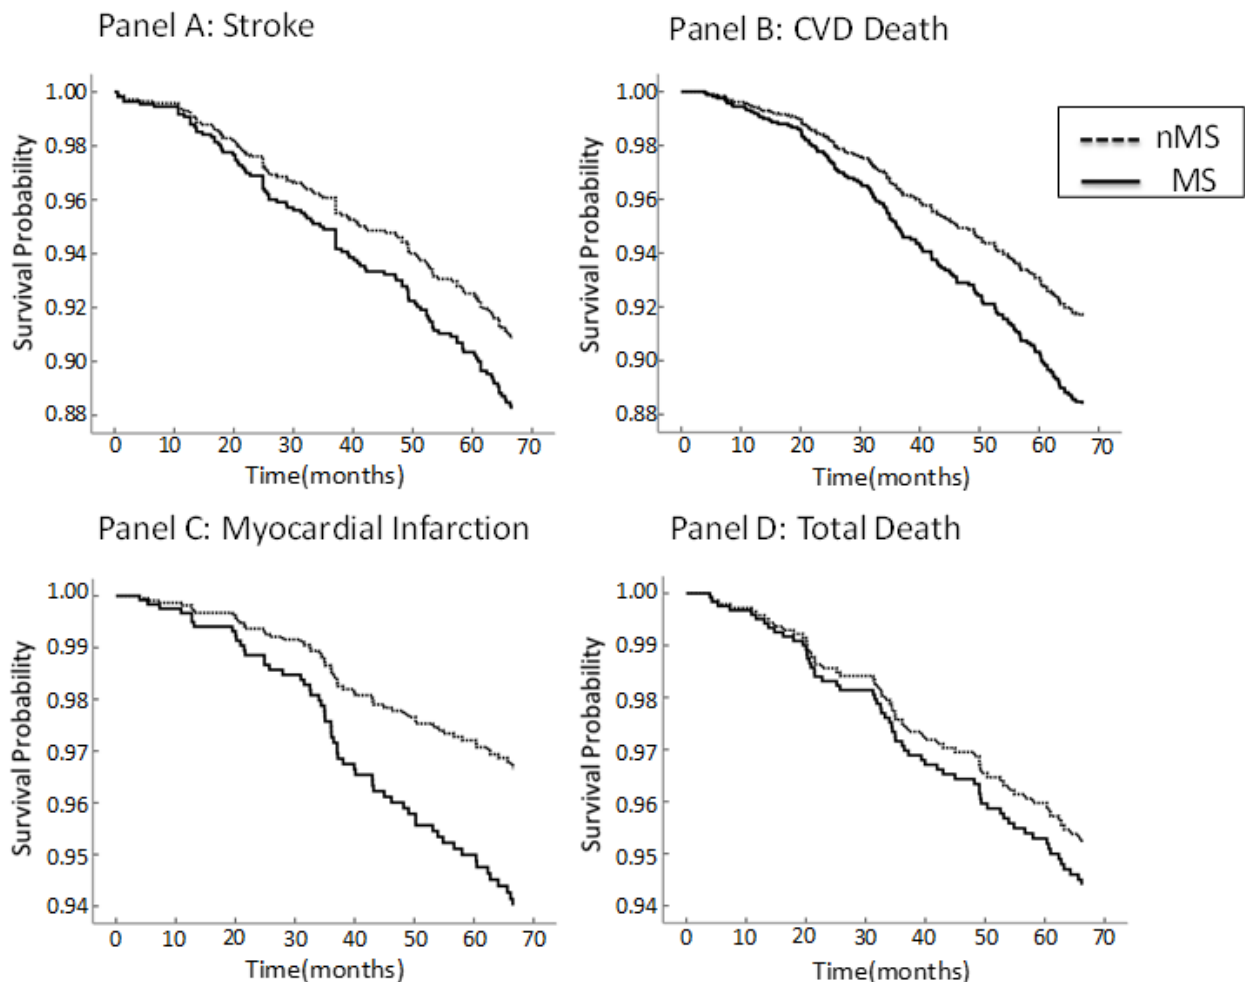 Panel A: Stroke
Panel B: CVD Death
Survival Probability
1.00
0.98
0.96
0.94
0.92
0.90
0.88
0 10 20 30 40 50 60 70
Time(months)
Survival Probability
1.00
0.98
0.96
0.94
0.92
0.90
0.88
0 10 20 30 40 50 60 70
Time(months)
nMS
MS
Panel C: Myocardial Infarction
Panel D: Total Death
Survival Probability
1.00
0.99
0.98
0.97
0.96
0.95
0.94
0 10 20 30 40 50 60 70
Time(months)
Survival Probability
1.00
0.99
0.98
0.97
0.96
0.95
0.94
0 10 20 30 40 50 60 70
Time(months)